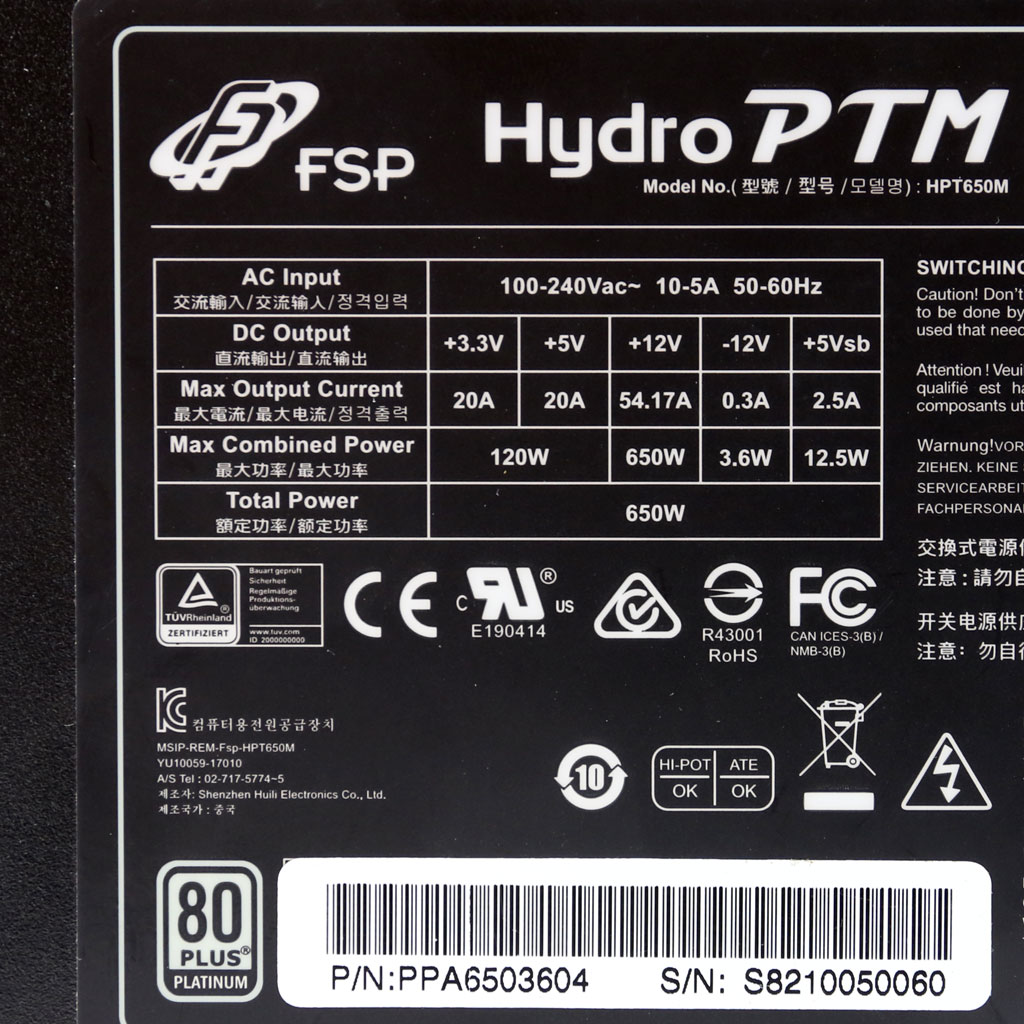 FSP
Hydro PTM
Model No.( 型號 / 型号 /모델명) : HPT650M
AC Input 100-240Vac~ 10-5A 50-60Hz
交流輸入/交流输入/정격입력
DC Output +3.3V +5V +12V -12V +5Vsb
直流輸出/直流输出
Max Output Current 20A 20A 54.17A 0.3A 2.5A
最大電流/最大电流/정격출력
Max Combined Power 120W 650W 3.6W 12.5W
最大功率/最大功率
Total Power 650W
額定功率/额定功率
SWITCHING
Caution! Don't
to be done by
used that need
Attention ! Veui
qualifié est ha
composants ut
Warnung!VOR
ZIEHEN. KEINE
SERVICEARBEIT
FACHPERSONA
交換式電源
注意 : 請勿自
开关电源供应
注意: 勿自行
TÜVRheinland
ZERTIFIZIERT
Bauart geprüft
Sicherheit
Regelmäßige
Produktions-
überwachung
www.tuv.com
ID 2000000000
CE
c RU ® US
E190414
R43001
RoHS
FC
CAN ICES-3(B) /
NMB-3(B)
컴퓨터용전원공급장치
MSIP-REM-Fsp-HPT650M
YU10059-17010
A/S Tel : 02-717-5774~5
제조자: Shenzhen Huili Electronics Co., Ltd.
제조국가 : 중국
10
HI-POT ATE
OK OK
80
PLUS®
PLATINUM
P/N:PPA6503604 S/N: S8210050060